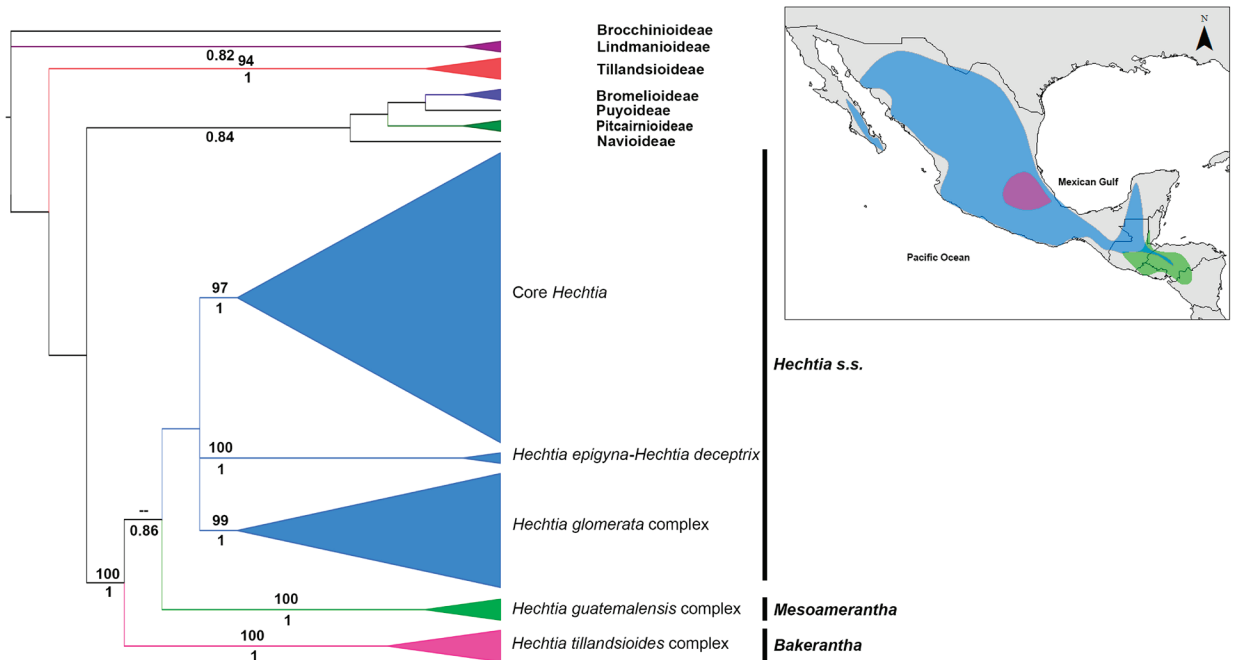 Brocchinioideae
Lindmanioideae
0.82
94
1
Tillandsioideae
Bromelioideae
Puyoideae
Pitcairnioideae
0.84
Navioideae
N
Mexican Gulf
Pacific Ocean
97
1
Core Hechtia
Hechtia s.s.
100
1
Hechtia epigyna-Hechtia deceptrix
99
1
Hechtia glomerata complex
--
0.86
100
1
100
1
Hechtia guatemalensis complex
Mesoamerantha
100
1
Hechtia tillandsioides complex
Bakerantha